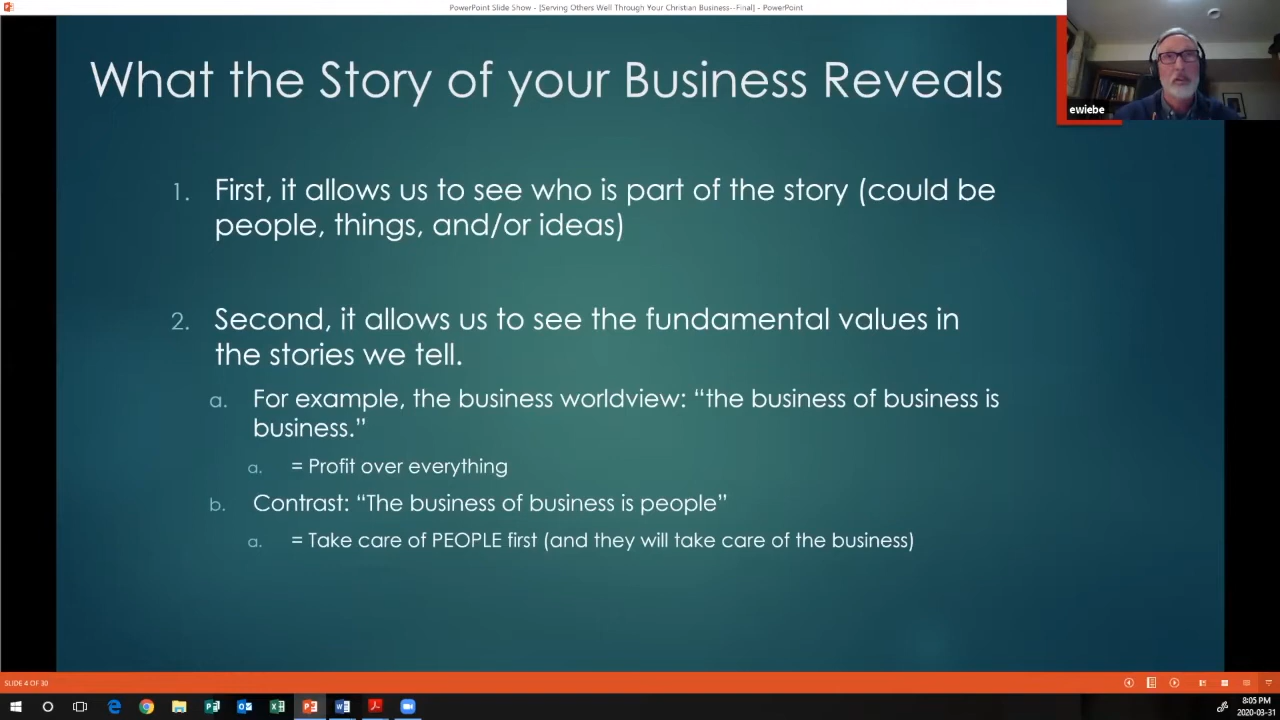 PowerPoint Slide Show - [Serving Others Well Through Your Christian Business--Final] - PowerPoint
What the Story of your Business Reveals
ewiebe
1. First, it allows us to see who is part of the story (could be
people, things, and/or ideas)
2. Second, it allows us to see the fundamental values in
the stories we tell.
a. For example, the business worldview: “the business of business is
business.”
a. = Profit over everything
b. Contrast: “The business of business is people”
a. = Take care of PEOPLE first (and they will take care of the business)
SLIDE 4 OF 30
8:05 PM
2020-03-31